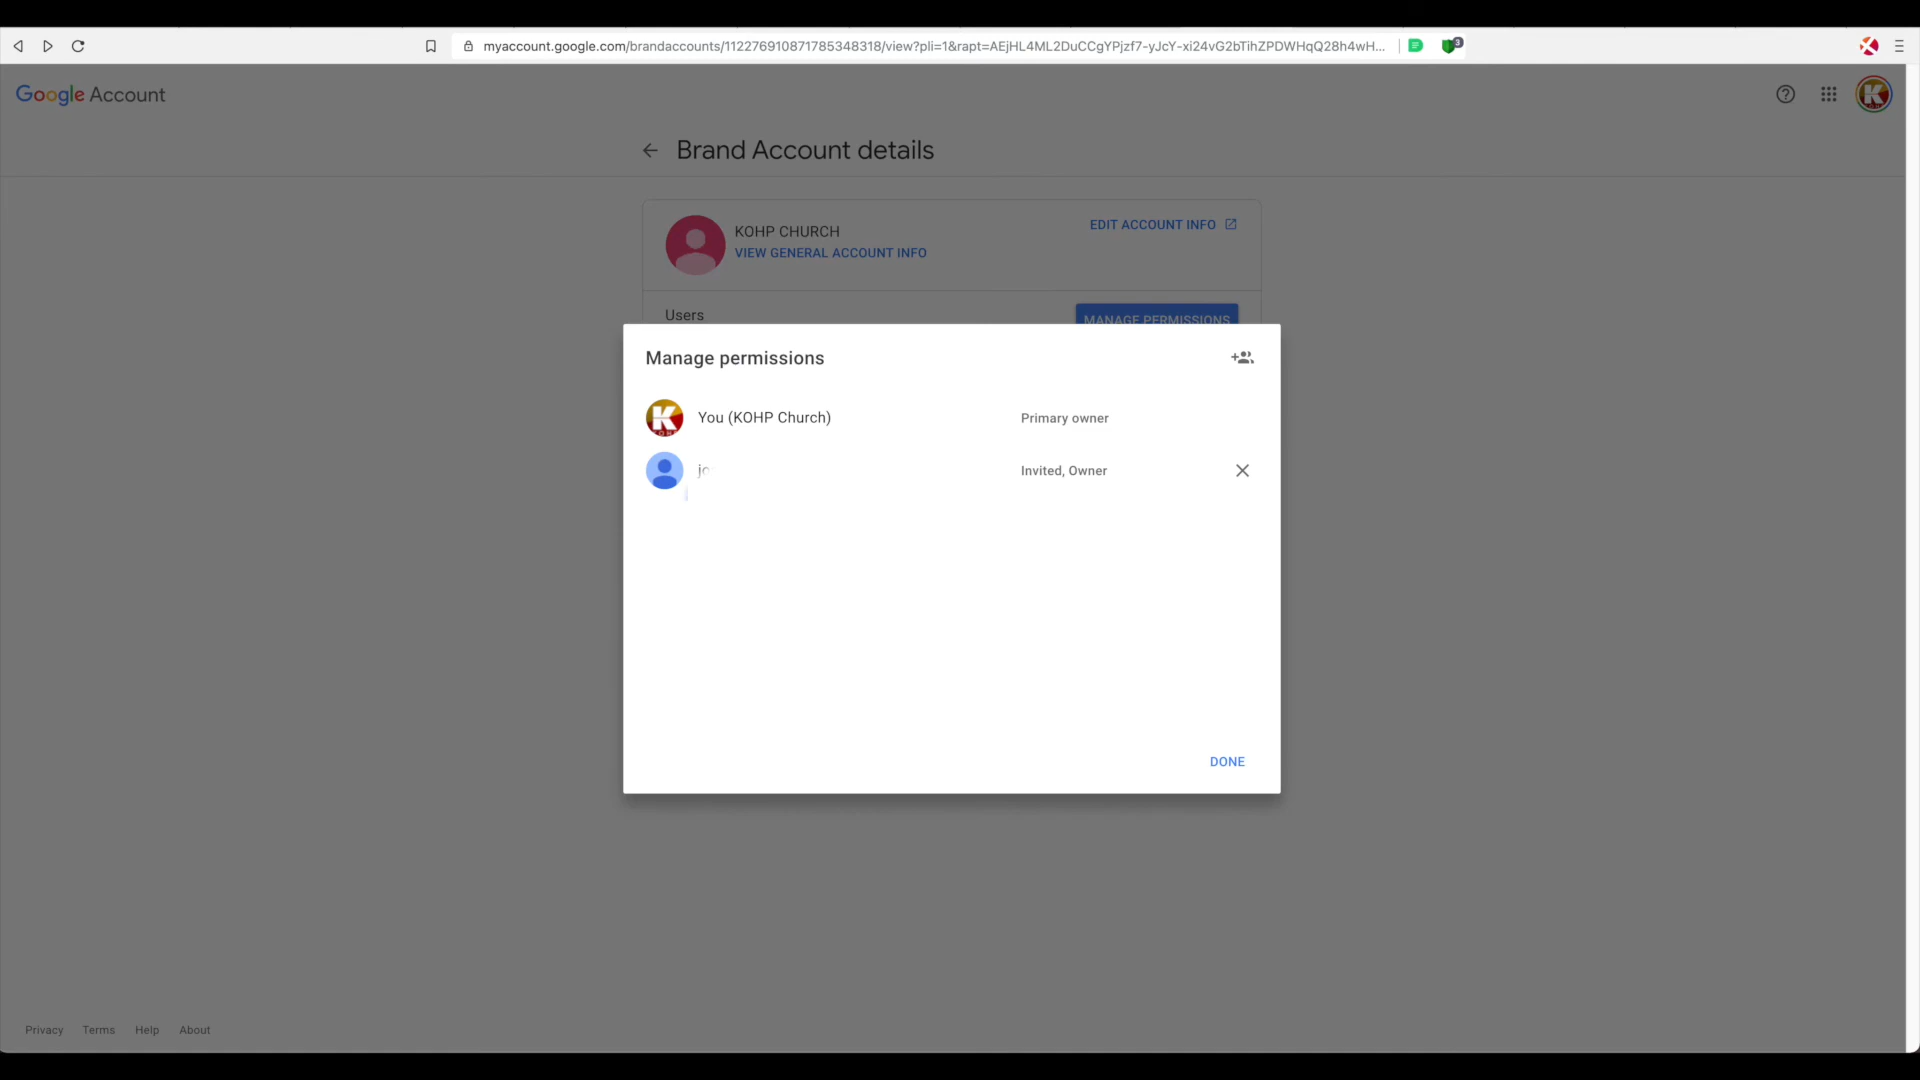 myaccount.google.com/brandaccounts/112276910871785348318/view?pli=1&rapt=AEjHL4ML2DuCCgYPjzf7-yJcY-xi24vG2bTihZPDWHqQ28h4wH...
3
Google Account
Brand Account details
KOHP CHURCH
EDIT ACCOUNT INFO
VIEW GENERAL ACCOUNT INFO
Users
MANAGE PERMISSIONS
Manage permissions
You (KOHP Church)
Primary owner
Invited, Owner
DONE
Privacy
Terms
Help
About